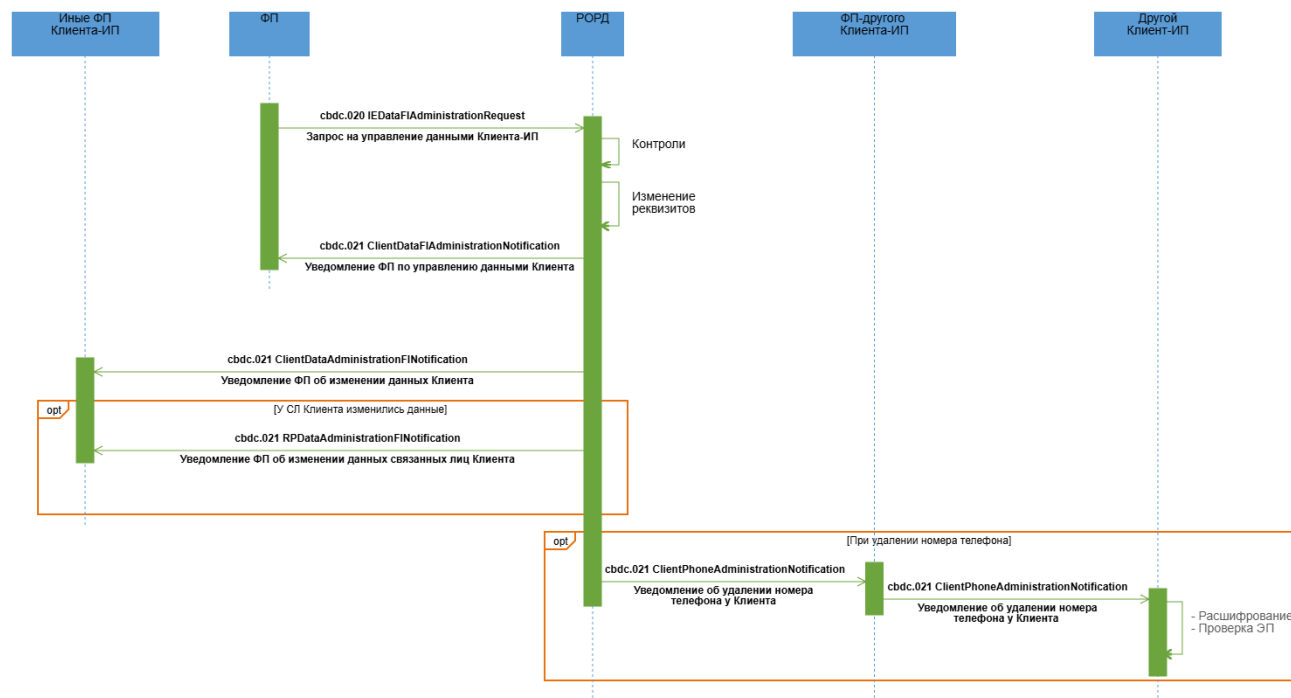 Иные ФП
Клиента-ИП
ФП
РОРД
ФП-другого
Клиента-ИП
Другой
Клиент-ИП
cbdc.020 IEDataFIAdministrationRequest
Запрос на управление данными Клиента-ИП
Контроли
Изменение
реквизитов
cbdc.021 ClientDataFIAdministrationNotification
Уведомление ФП по управлению данными Клиента
cbdc.021 ClientDataAdministrationFINotification
Уведомление ФП об изменении данных Клиента
opt
[У СЛ Клиента изменились данные]
cbdc.021 RPDataAdministrationFINotification
Уведомление ФП об изменении данных связанных лиц Клиента
opt
[При удалении номера телефона]
cbdc.021 ClientPhoneAdministrationNotification
Уведомление об удалении номера
телефона у Клиента
cbdc.021 ClientPhoneAdministrationNotification
Уведомление об удалении номера
телефона у Клиента
- Расшифрование
- Проверка ЭП